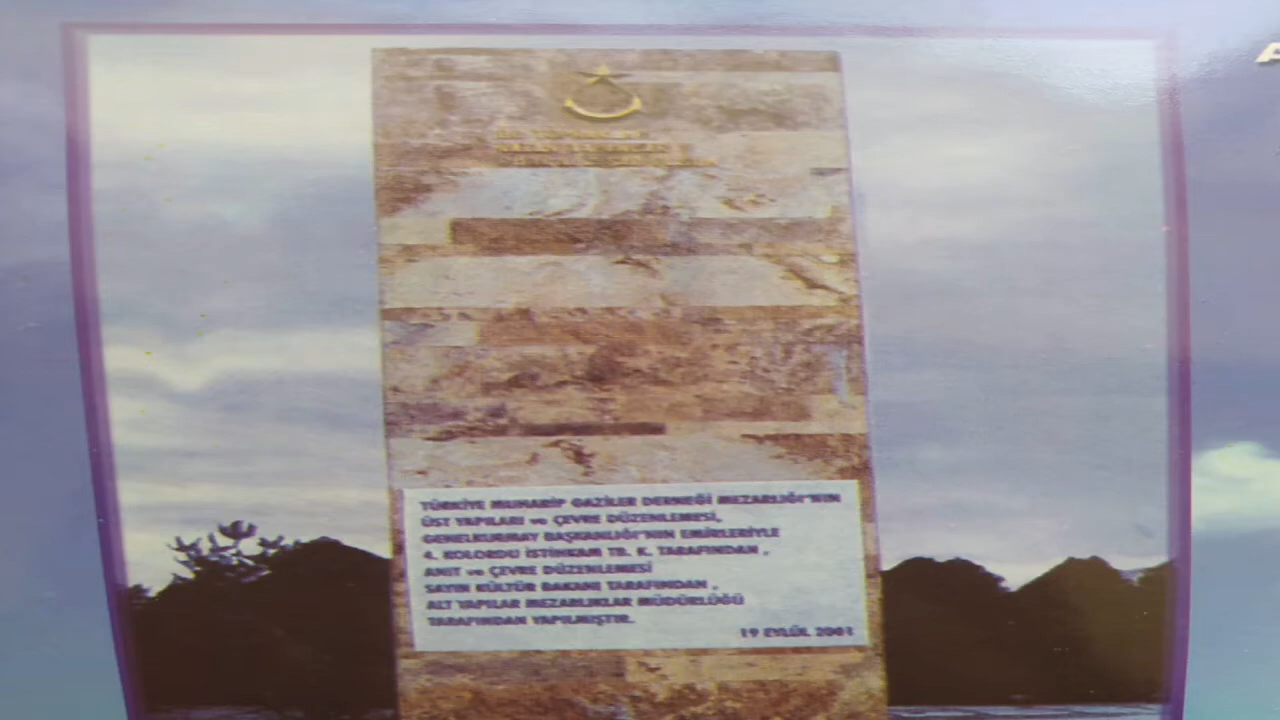 TÜRKİYE MUHARİP GAZİLER DERNEĞİ MEZARLIĞI'NIN
ÜST YAPILARI ve ÇEVRE DÜZENLEMESİ,
GENELKURMAY BAŞKANLIĞI'NIN EMİRLERİYLE
4. KOLORDU İSTİHKAM TB. K. TARAFINDAN ,
ANIT ve ÇEVRE DÜZENLEMESİ
SAYIN KÜLTÜR BAKANI TARAFINDAN ,
ALT YAPILAR MEZARLIKLAR MÜDÜRLÜĞÜ
TARAFINDAN YAPILMIŞTIR.
19 EYLÜL 2001